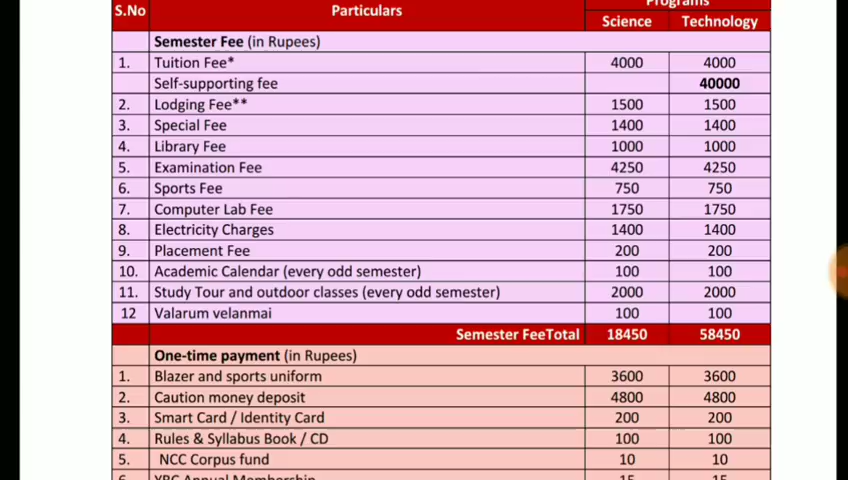 Programs
S.No Particulars Science Technology
Semester Fee (in Rupees)
1. Tuition Fee* 4000 4000
Self-supporting fee 40000
2. Lodging Fee** 1500 1500
3. Special Fee 1400 1400
4. Library Fee 1000 1000
5. Examination Fee 4250 4250
6. Sports Fee 750 750
7. Computer Lab Fee 1750 1750
8. Electricity Charges 1400 1400
9. Placement Fee 200 200
10. Academic Calendar (every odd semester) 100 100
11. Study Tour and outdoor classes (every odd semester) 2000 2000
12 Valarum velanmai 100 100
Semester FeeTotal 18450 58450
One-time payment (in Rupees)
1. Blazer and sports uniform 3600 3600
2. Caution money deposit 4800 4800
3. Smart Card / Identity Card 200 200
4. Rules & Syllabus Book / CD 100 100
5. NCC Corpus fund 10 10
6. YRC Annual Membership 15 15